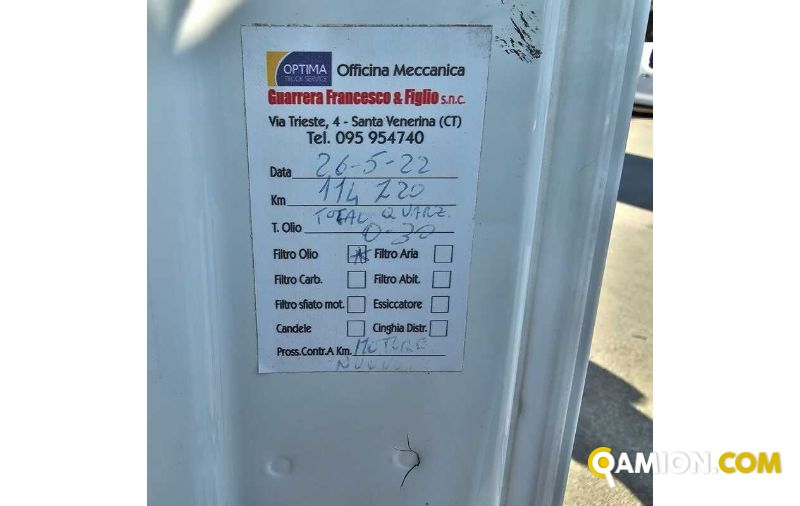 OPTIMA
TRUCK SERVICE
Officina Meccanica
Guarrera Francesco & Figlio s.n.c.
Via Trieste, 4 - Santa Venerina (CT)
Tel. 095 954740
Data 26-5-22
Km 114 220
T. Olio TOTAL QUARZ.
0-30
Filtro Olio Filtro Aria
Filtro Carb. Filtro Abit.
Filtro sfiato mot. Essiccatore
Candele Cinghia Distr.
Pross.Contr.A Km. MOTORE
NUOVO
QAMION.COM